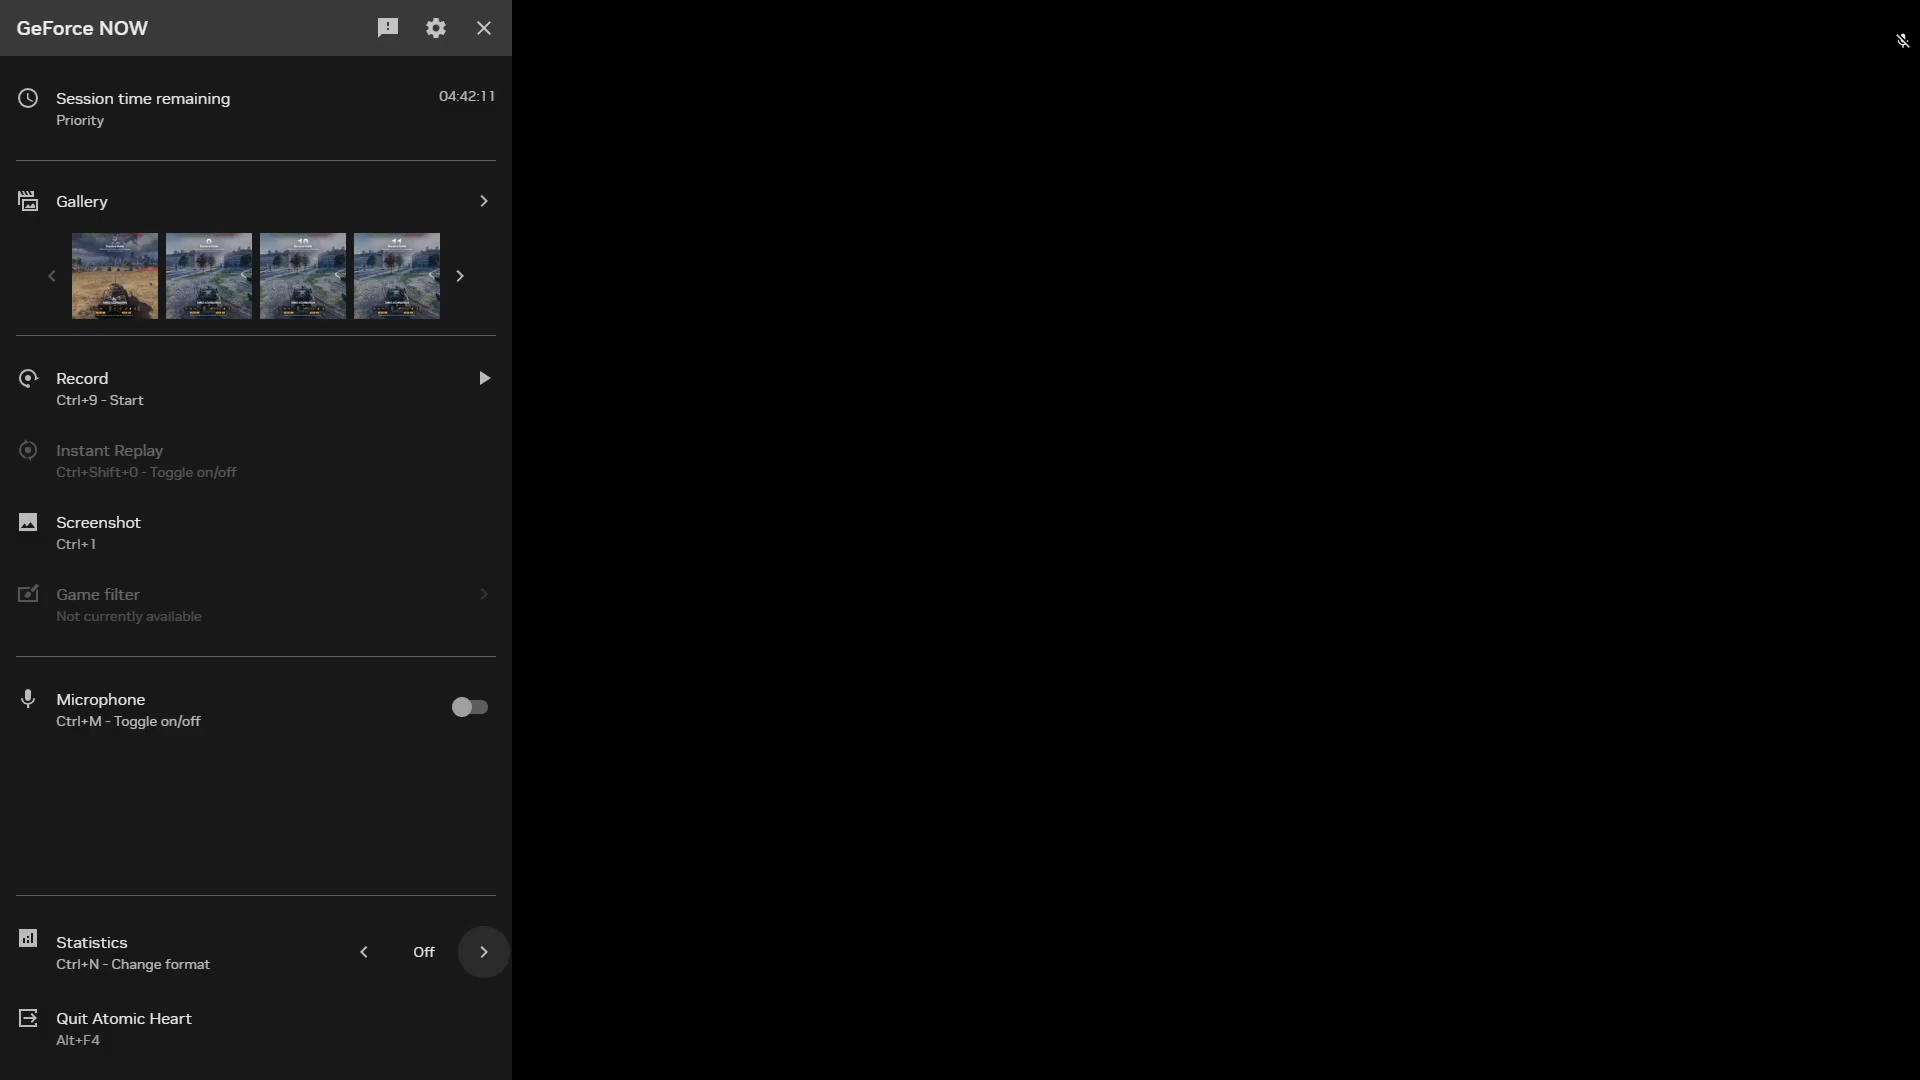 GeForce NOW
Session time remaining
04:42:11
Priority
Gallery
Record
Ctrl+9 - Start
Instant Replay
Ctrl+Shift+0 - Toggle on/off
Screenshot
Ctrl+1
Game filter
Not currently available
Microphone
Ctrl+M - Toggle on/off
Statistics
Off
Ctrl+N - Change format
Quit Atomic Heart
Alt+F4